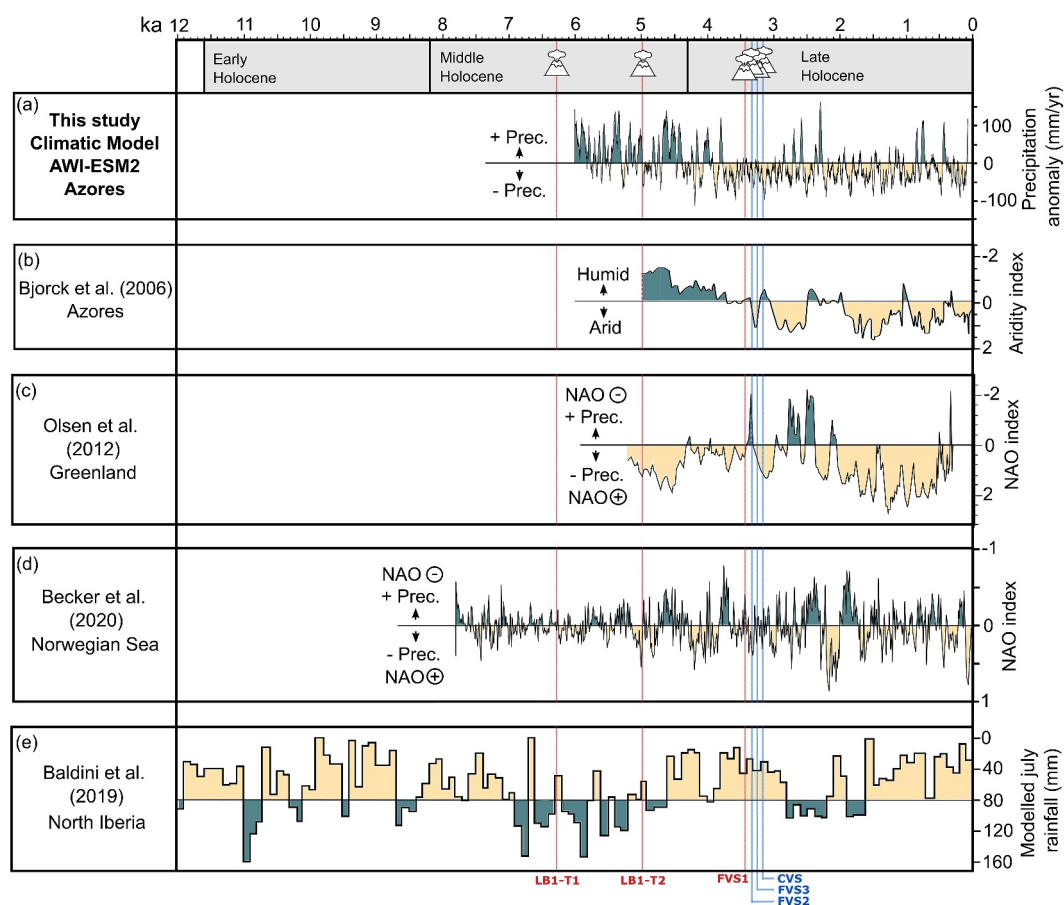 ka 12 11 10 9 8 7 6 5 4 3 2 1 0
Early
Holocene
Middle
Holocene
Late
Holocene
(a)
This study
Climatic Model
AWI-ESM2
Azores
+ Prec.
- Prec.
100
0
-100
Precipitation
anomaly (mm/yr)
(b)
Bjorck et al. (2006)
Azores
Humid
Arid
-2
0
2
Aridity index
(c)
Olsen et al.
(2012)
Greenland
NAO -
+ Prec.
- Prec.
NAO +
-2
0
2
NAO index
(d)
Becker et al.
(2020)
Norwegian Sea
NAO -
+ Prec.
- Prec.
NAO +
-1
0
1
NAO index
(e)
Baldini et al.
(2019)
North Iberia
0
40
80
120
160
Modelled july
rainfall (mm)
LB1-T1
LB1-T2
FVS1
CVS
FVS3
FVS2